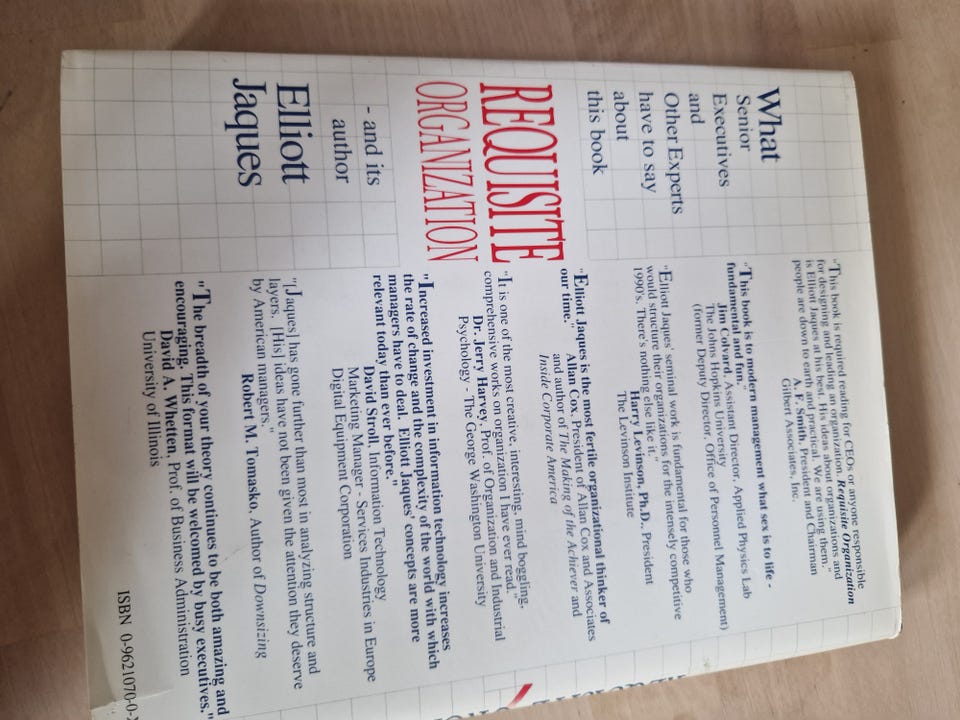 What
Senior
Executives
and
Other Experts
have to say
about
this book
REQUISITE
ORGANIZATION
- and its
author
Elliott
Jaques
"This book is required reading for CEOs or anyone responsible
for designing and leading an organization. Requisite Organization
is Elliott Jaques at his best. His ideas about organizations and
people are down to earth and practical. We are using them."
A. F. Smith, President and Chairman
Gilbert Associates, Inc.
"This book is to modern management what sex is to life -
fundamental and fun."
Jim Colvard, Assistant Director, Applied Physics Lab
The Johns Hopkins University
(former Deputy Director, Office of Personnel Management)
"Elliott Jaques' seminal work is fundamental for those who
would structure their organizations for the intensely competitive
1990's. There's nothing else like it."
Harry Levinson, Ph.D., President
The Levinson Institute
"Elliott Jaques is the most fertile organizational thinker of
our time." Allan Cox, President of Allan Cox and Associates
and author of The Making of the Achiever and
Inside Corporate America
"It is one of the most creative, interesting, mind boggling,
comprehensive works on organization I have ever read."
Dr. Jerry Harvey, Prof. of Organization and Industrial
Psychology - The George Washington University
"Increased investment in information technology increases
the rate of change and the complexity of the world with which
managers have to deal. Elliott Jaques' concepts are more
relevant today than ever before."
David Stroll, Information Technology
Marketing Manager - Services Industries in Europe
Digital Equipment Corporation
"[Jaques] has gone further than most in analyzing structure and
layers. [His] ideas have not been given the attention they deserve
by American managers."
Robert M. Tomasko, Author of Downsizing
"The breadth of your theory continues to be both amazing and
encouraging. This format will be welcomed by busy executives."
David A. Whetten, Prof. of Business Administration
University of Illinois
ISBN 0-9621070-0-X